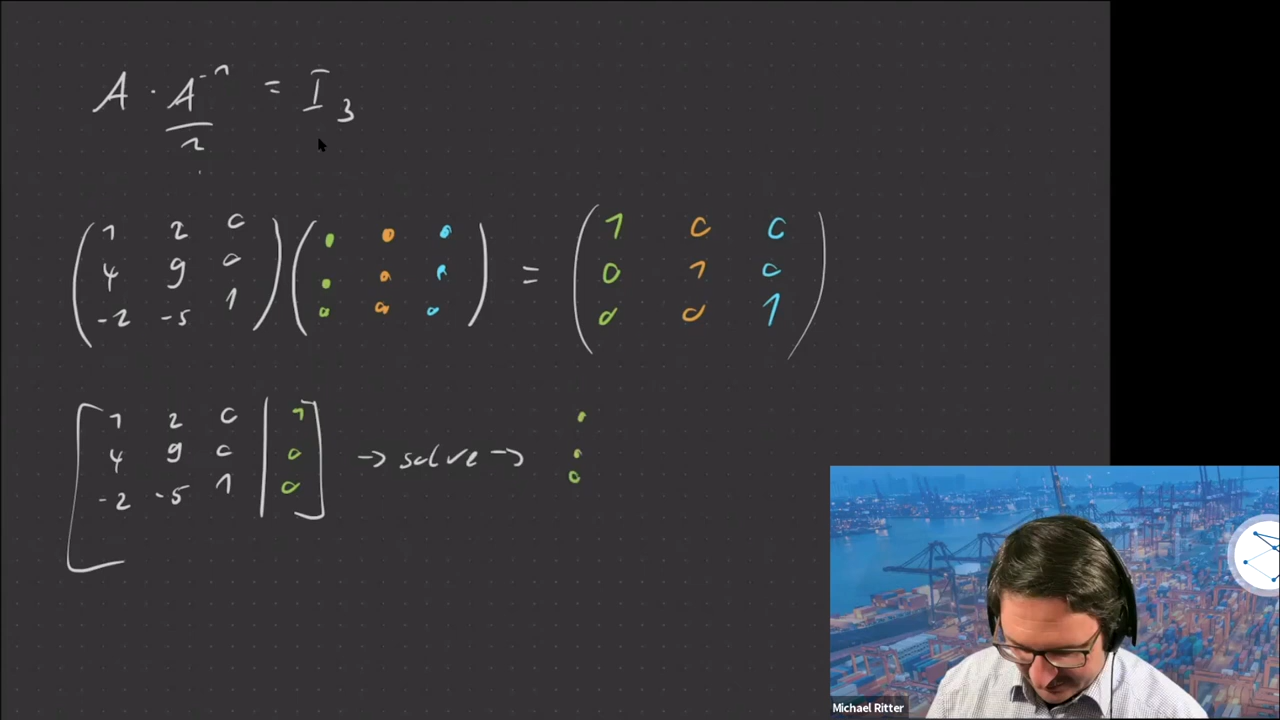 A · A⁻¹ = I₃
?
( 1 2 0 ) ( ) = ( 1 0 0 )
( 4 9 0 ) ( ) ( 0 1 0 )
( -2 -5 1 ) ( ) ( 0 0 1 )
[ 1 2 0 | 1 ]
[ 4 9 0 | 0 ] → solve →
[ -2 -5 1 | 0 ]
Michael Ritter